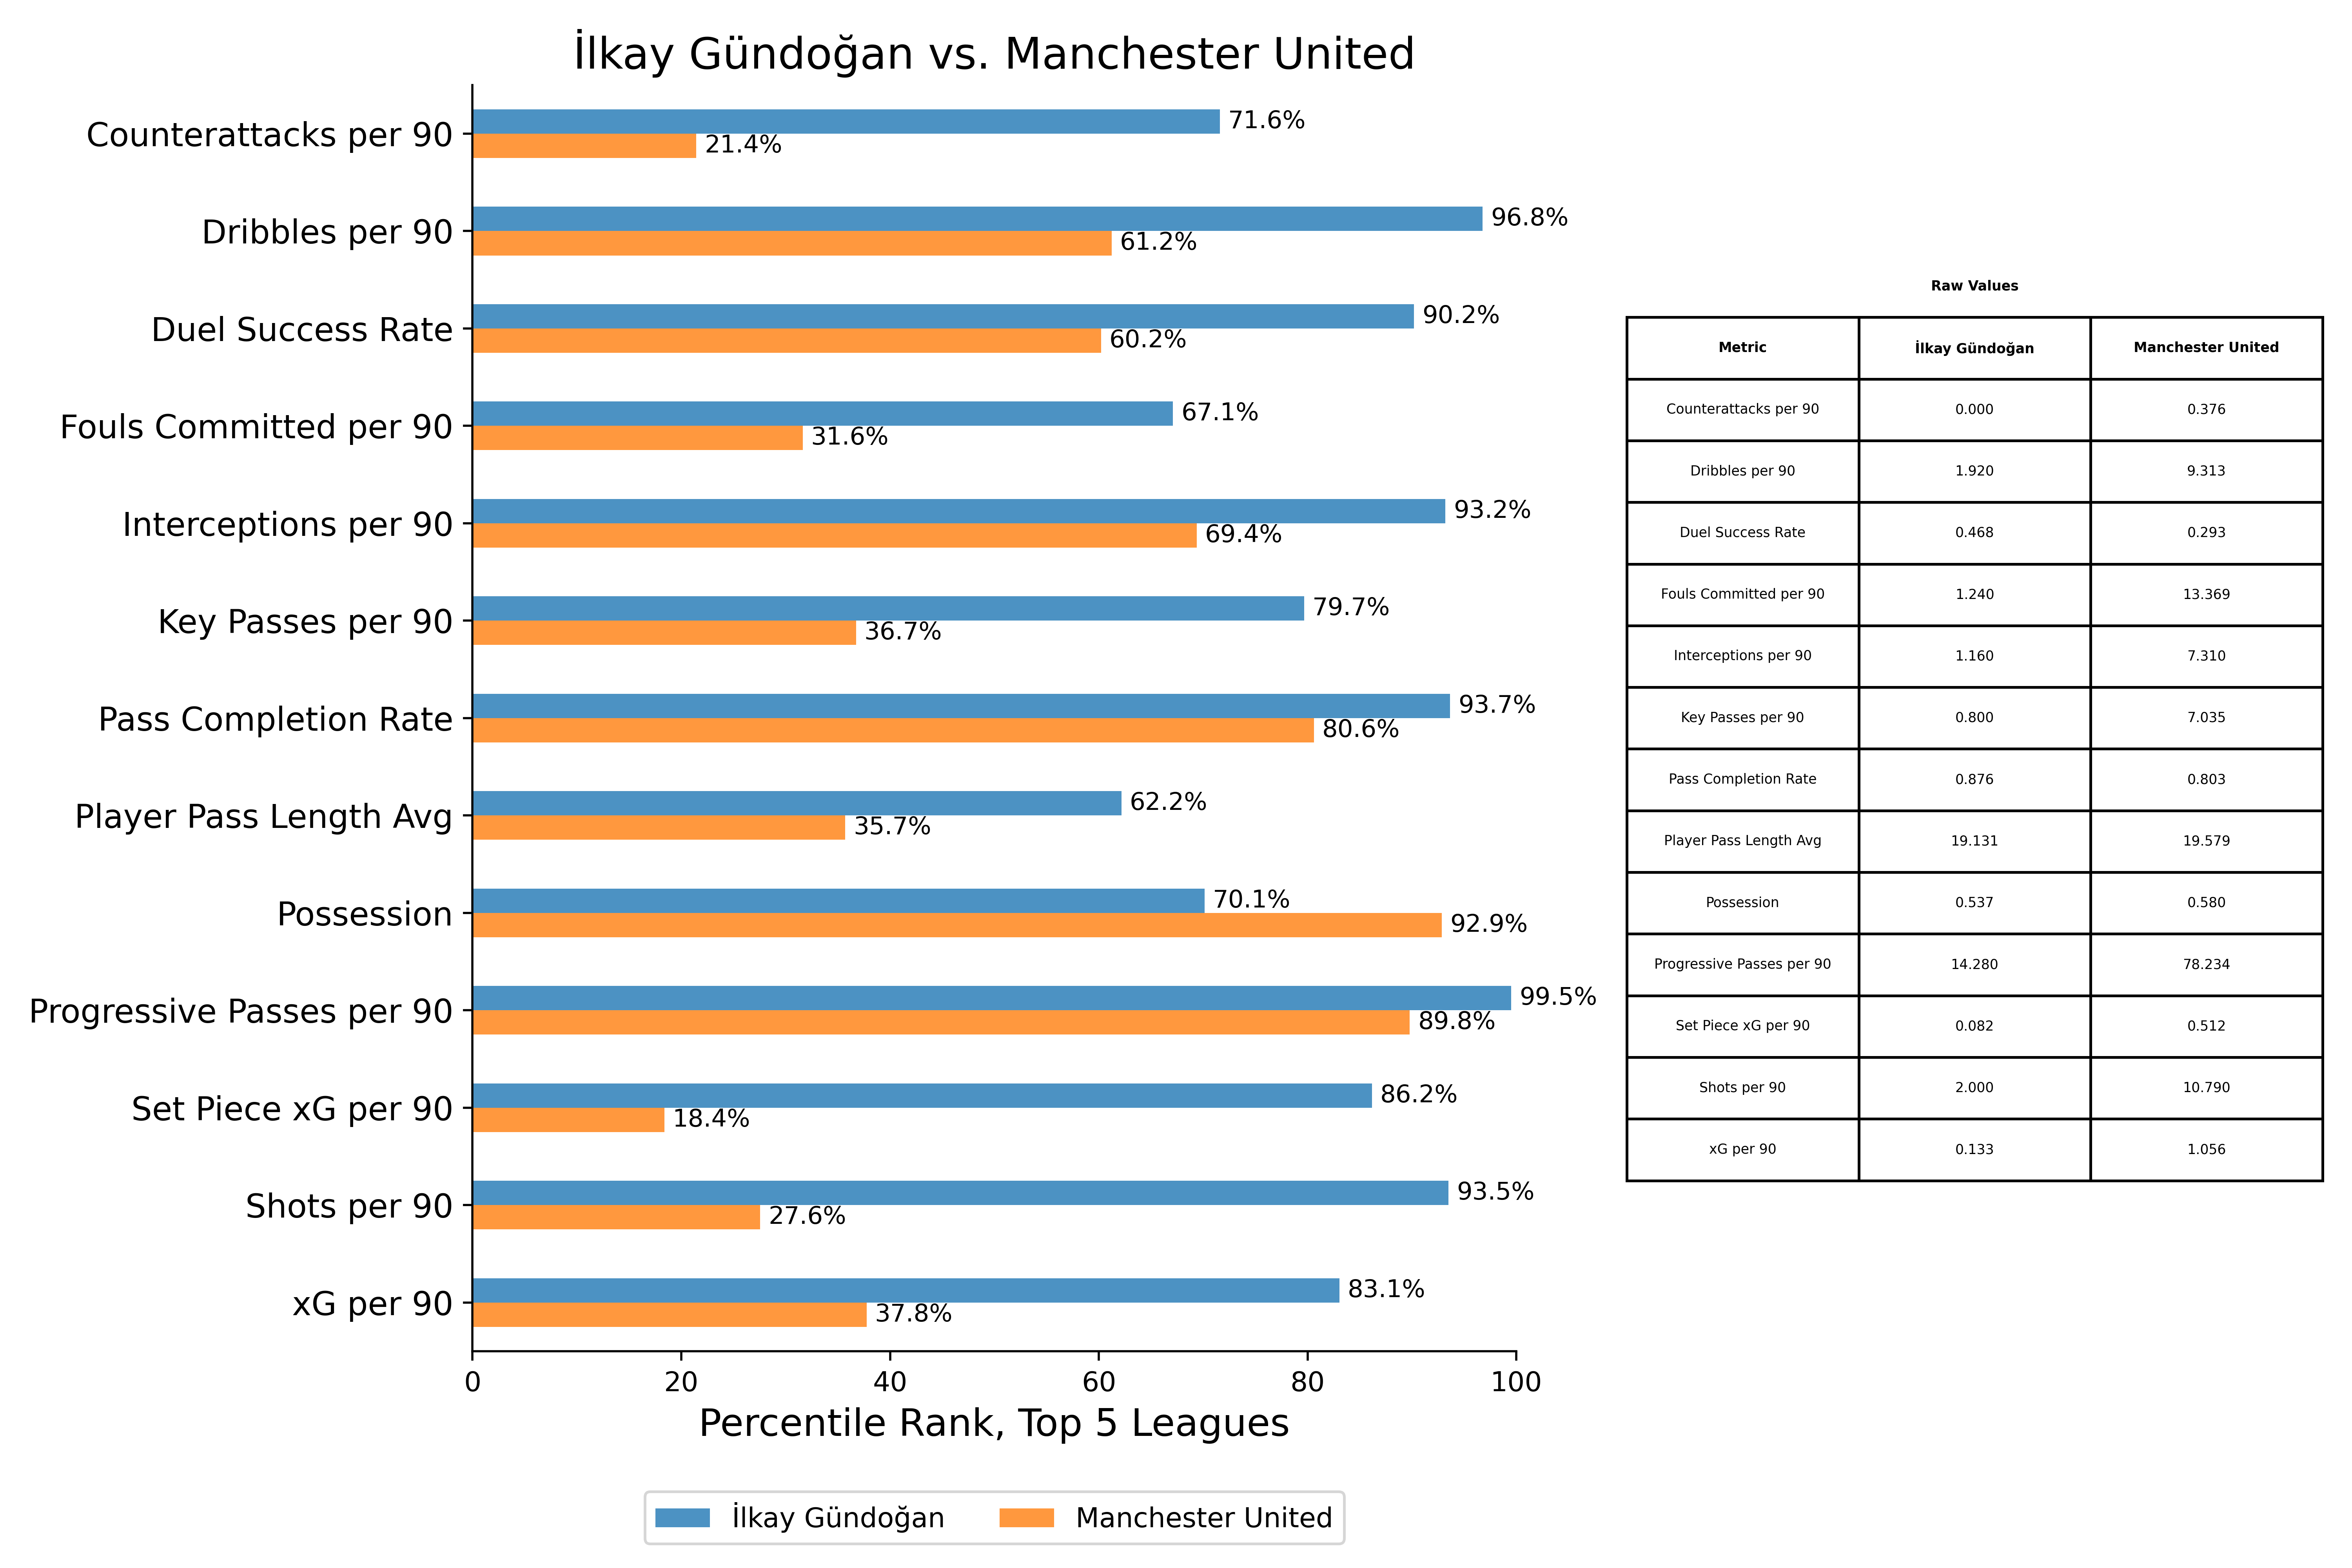 İlkay Gündoğan vs. Manchester United
Counterattacks per 90
71.6%
21.4%
Dribbles per 90
96.8%
61.2%
Duel Success Rate
90.2%
60.2%
Fouls Committed per 90
67.1%
31.6%
Interceptions per 90
93.2%
69.4%
Key Passes per 90
79.7%
36.7%
Pass Completion Rate
93.7%
80.6%
Player Pass Length Avg
62.2%
35.7%
Possession
70.1%
92.9%
Progressive Passes per 90
99.5%
89.8%
Set Piece xG per 90
86.2%
18.4%
Shots per 90
93.5%
27.6%
xG per 90
83.1%
37.8%
0 20 40 60 80 100
Percentile Rank, Top 5 Leagues
İlkay Gündoğan Manchester United
Raw Values
Metric İlkay Gündoğan Manchester United
Counterattacks per 90 0.000 0.376
Dribbles per 90 1.920 9.313
Duel Success Rate 0.468 0.293
Fouls Committed per 90 1.240 13.369
Interceptions per 90 1.160 7.310
Key Passes per 90 0.800 7.035
Pass Completion Rate 0.876 0.803
Player Pass Length Avg 19.131 19.579
Possession 0.537 0.580
Progressive Passes per 90 14.280 78.234
Set Piece xG per 90 0.082 0.512
Shots per 90 2.000 10.790
xG per 90 0.133 1.056